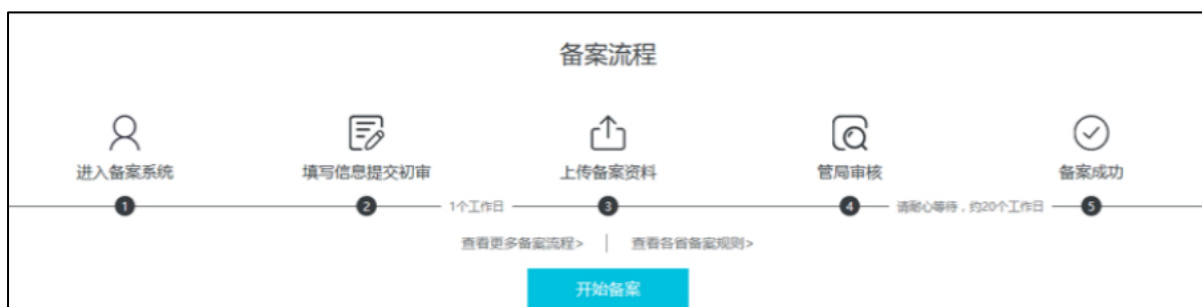 备案流程
进入备案系统 填写信息提交初审 上传备案资料 管局审核 备案成功
1 2 1个工作日 3 4 请耐心等待，约20个工作日 5
查看更多备案流程> | 查看各省备案规则>
开始备案